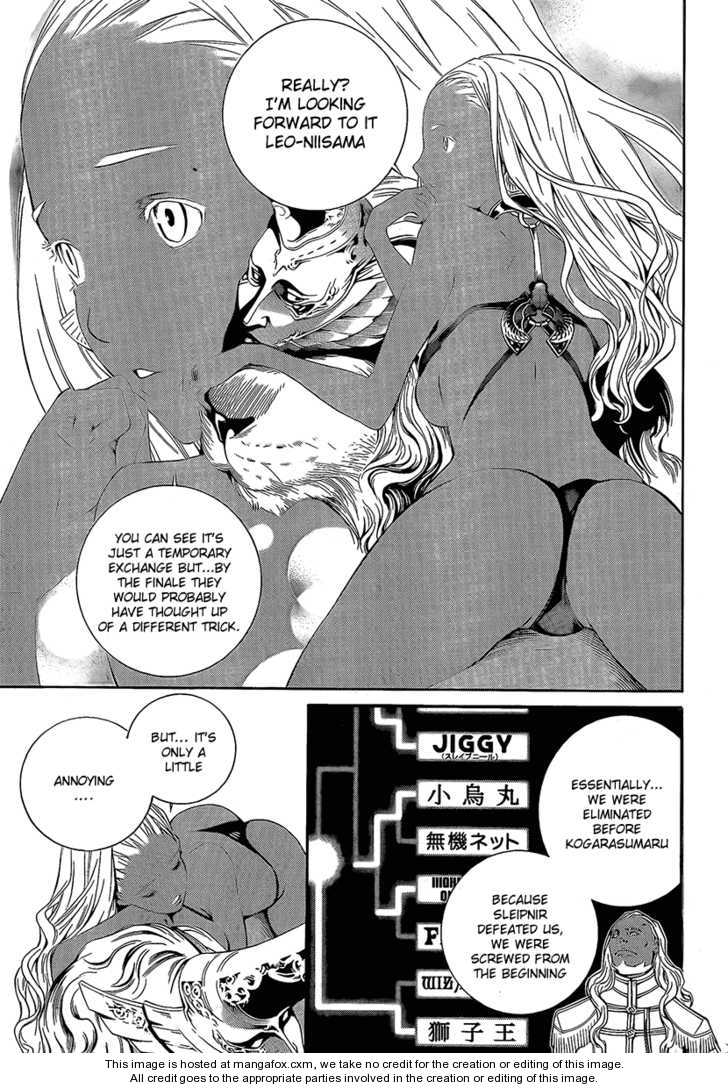 REALLY?
I'M LOOKING
FORWARD TO IT
LEO-NIISAMA
YOU CAN SEE IT'S
JUST A TEMPORARY
EXCHANGE BUT...BY
THE FINALE THEY
WOULD PROBABLY
HAVE THOUGHT UP
OF A DIFFERENT TRICK.
BUT... IT'S
ONLY A
LITTLE
ANNOYING
....
JIGGY
(スレイプニール)
小烏丸
無機ネット
獅子王
ESSENTIALLY...
WE WERE
ELIMINATED
BEFORE
KOGARASUMARU
BECAUSE
SLEIPNIR
DEFEATED US,
WE WERE
SCREWED FROM
THE BEGINNING
This image is hosted at mangafox.cxm, we take no credit for the creation or editing of this image.
All credit goes to the appropriate parties involved in the creation or editing of this image.